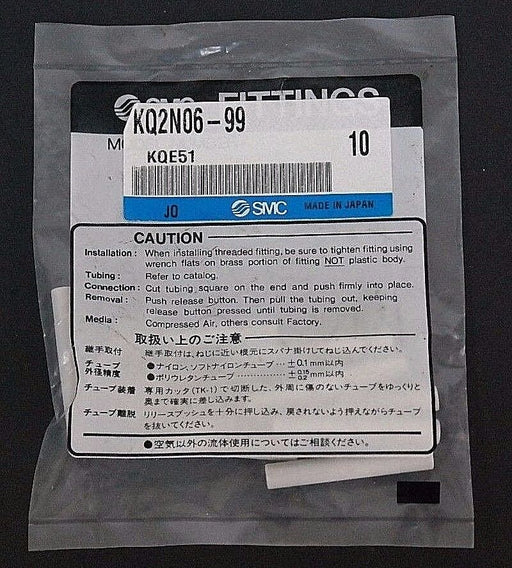 SMC FITTINGS
KQ2N06-99
KQE51
10
JQ SMC MADE IN JAPAN
CAUTION
Installation : When installing threaded fitting, be sure to tighten fitting using
wrench flats on brass portion of fitting NOT plastic body.
Tubing : Refer to catalog.
Connection: Cut tubing square on the end and push firmly into place.
Removal: Push release button. Then pull the tubing out, keeping
release button pressed until tubing is removed.
Media : Compressed Air, others consult Factory.
取扱い上のご注意
継手取付 継手取付は、ねじに近い根元にスパナ掛けしてねじ込んでください。
チューブ ●ナイロン、ソフトナイロンチューブ…±0.1mm以内
外径精度 ●ポリウレタンチューブ…………+0.15 -0.2mm以内
チューブ装着 専用カッタ(TK-1)で切断した、外周に傷のないチューブをゆっくりと
奥まで確実に差し込みます。
チューブ離脱 リリースブッシュを十分に押し込み、戻されないよう押えながらチューブ
を抜いてください。
●空気以外の流体使用についてはご相談ください。